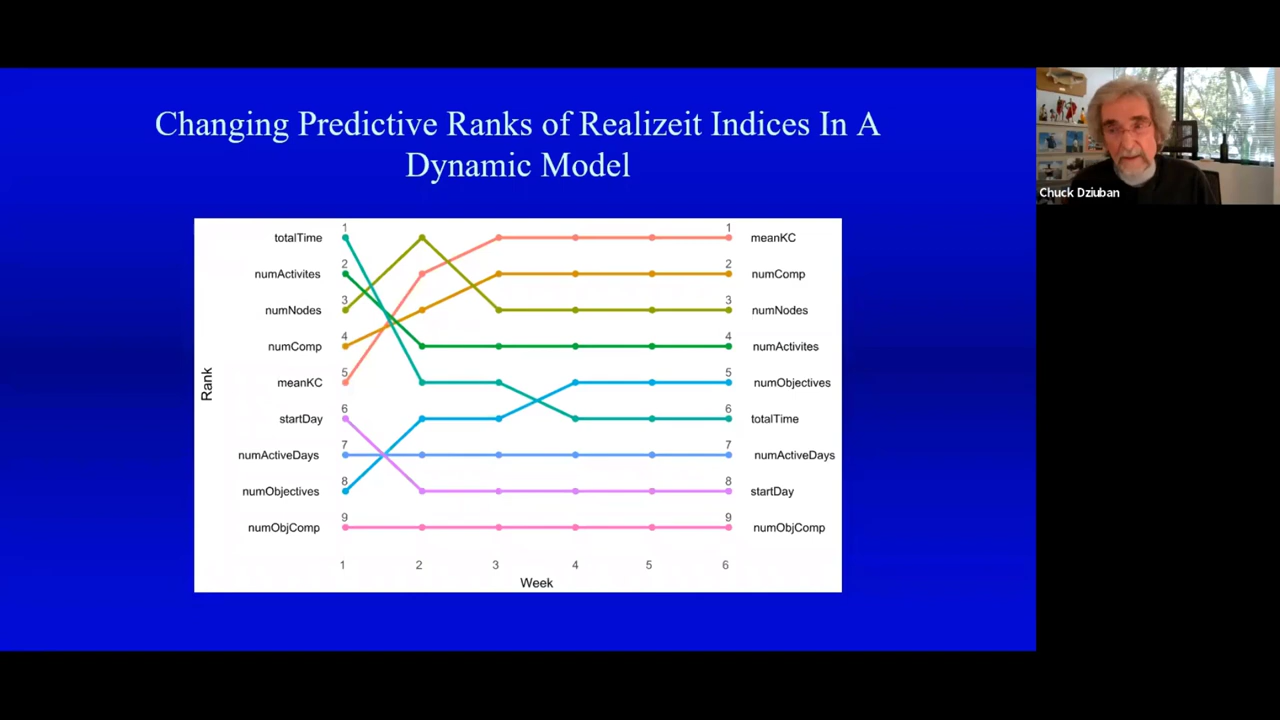 Changing Predictive Ranks of Realizeit Indices In A
Dynamic Model
Chuck Dziuban
totalTime 1 1 meanKC
numActivites 2 2 numComp
numNodes 3 3 numNodes
numComp 4 4 numActivites
meanKC 5 5 numObjectives
startDay 6 6 totalTime
numActiveDays 7 7 numActiveDays
numObjectives 8 8 startDay
numObjComp 9 9 numObjComp
Rank
1 2 3 4 5 6
Week